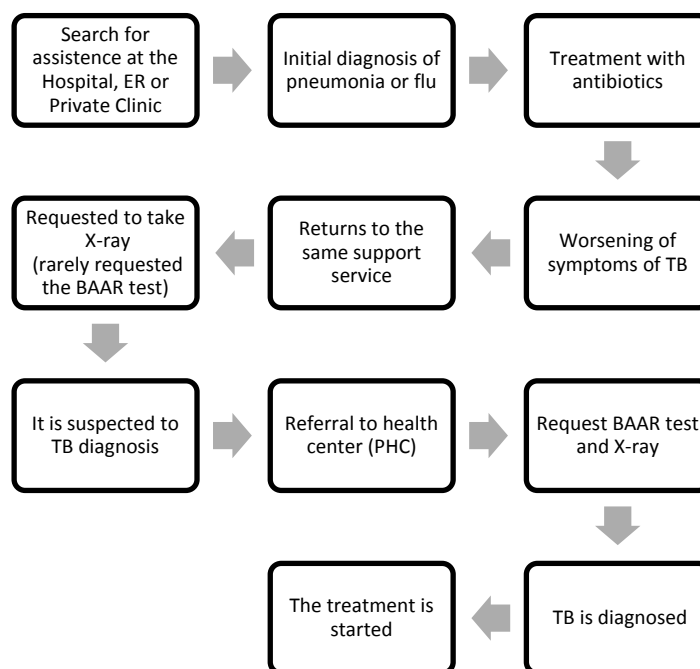 Search for
assistence at the
Hospital, ER or
Private Clinic
Initial diagnosis of
pneumonia or flu
Treatment with
antibiotics
Worsening of
symptoms of TB
Returns to the
same support
service
Requested to take
X-ray
(rarely requested
the BAAR test)
It is suspected to
TB diagnosis
Referral to health
center (PHC)
Request BAAR test
and X-ray
TB is diagnosed
The treatment is
started